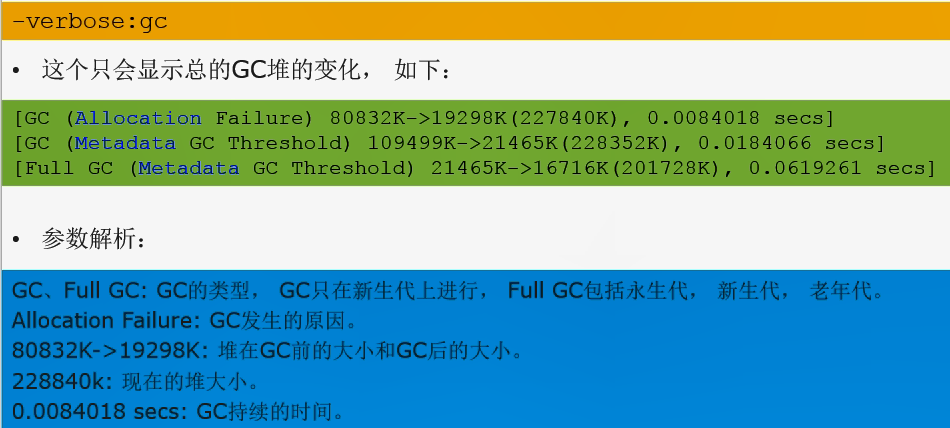 -verbose:gc
• 这个只会显示总的GC堆的变化， 如下：
[GC (Allocation Failure) 80832K->19298K(227840K), 0.0084018 secs]
[GC (Metadata GC Threshold) 109499K->21465K(228352K), 0.0184066 secs]
[Full GC (Metadata GC Threshold) 21465K->16716K(201728K), 0.0619261 secs]
• 参数解析：
GC、Full GC: GC的类型， GC只在新生代上进行， Full GC包括永生代， 新生代， 老年代。
Allocation Failure: GC发生的原因。
80832K->19298K: 堆在GC前的大小和GC后的大小。
228840k: 现在的堆大小。
0.0084018 secs: GC持续的时间。